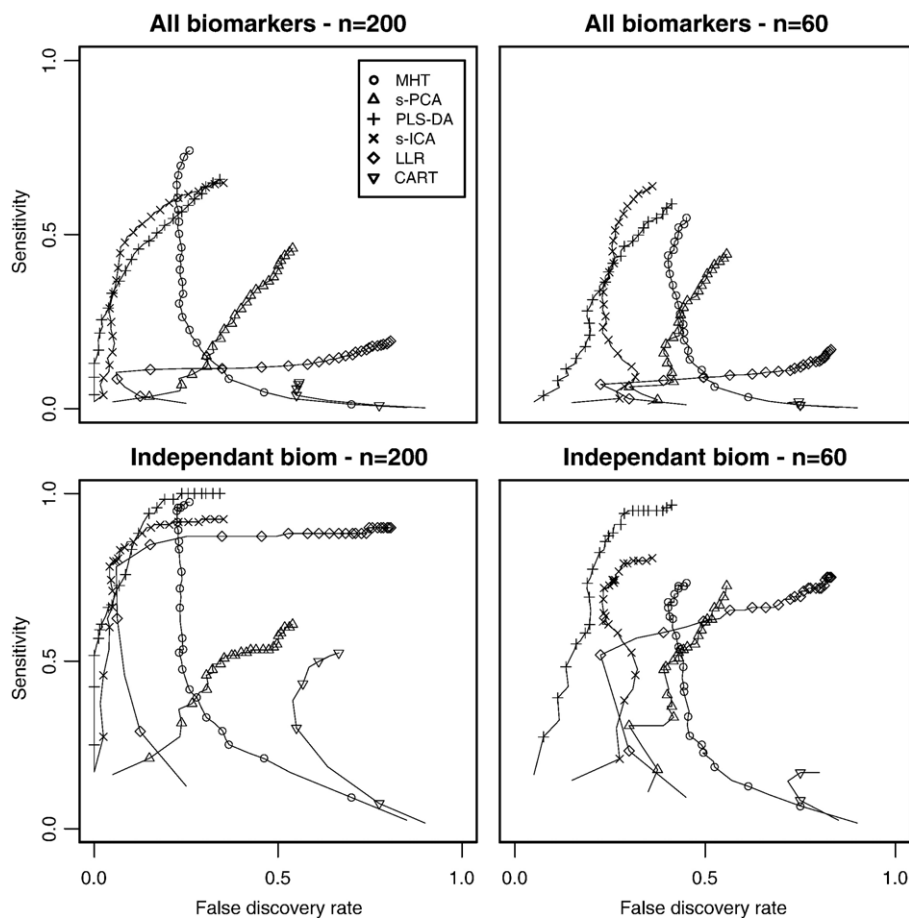 All biomarkers - n=200
All biomarkers - n=60
1.0
0.5
0.0
Sensitivity
MHT
s-PCA
PLS-DA
s-ICA
LLR
CART
Independant biom - n=200
Independant biom - n=60
1.0
0.5
0.0
Sensitivity
0.0 0.5 1.0
0.0 0.5 1.0
False discovery rate
False discovery rate